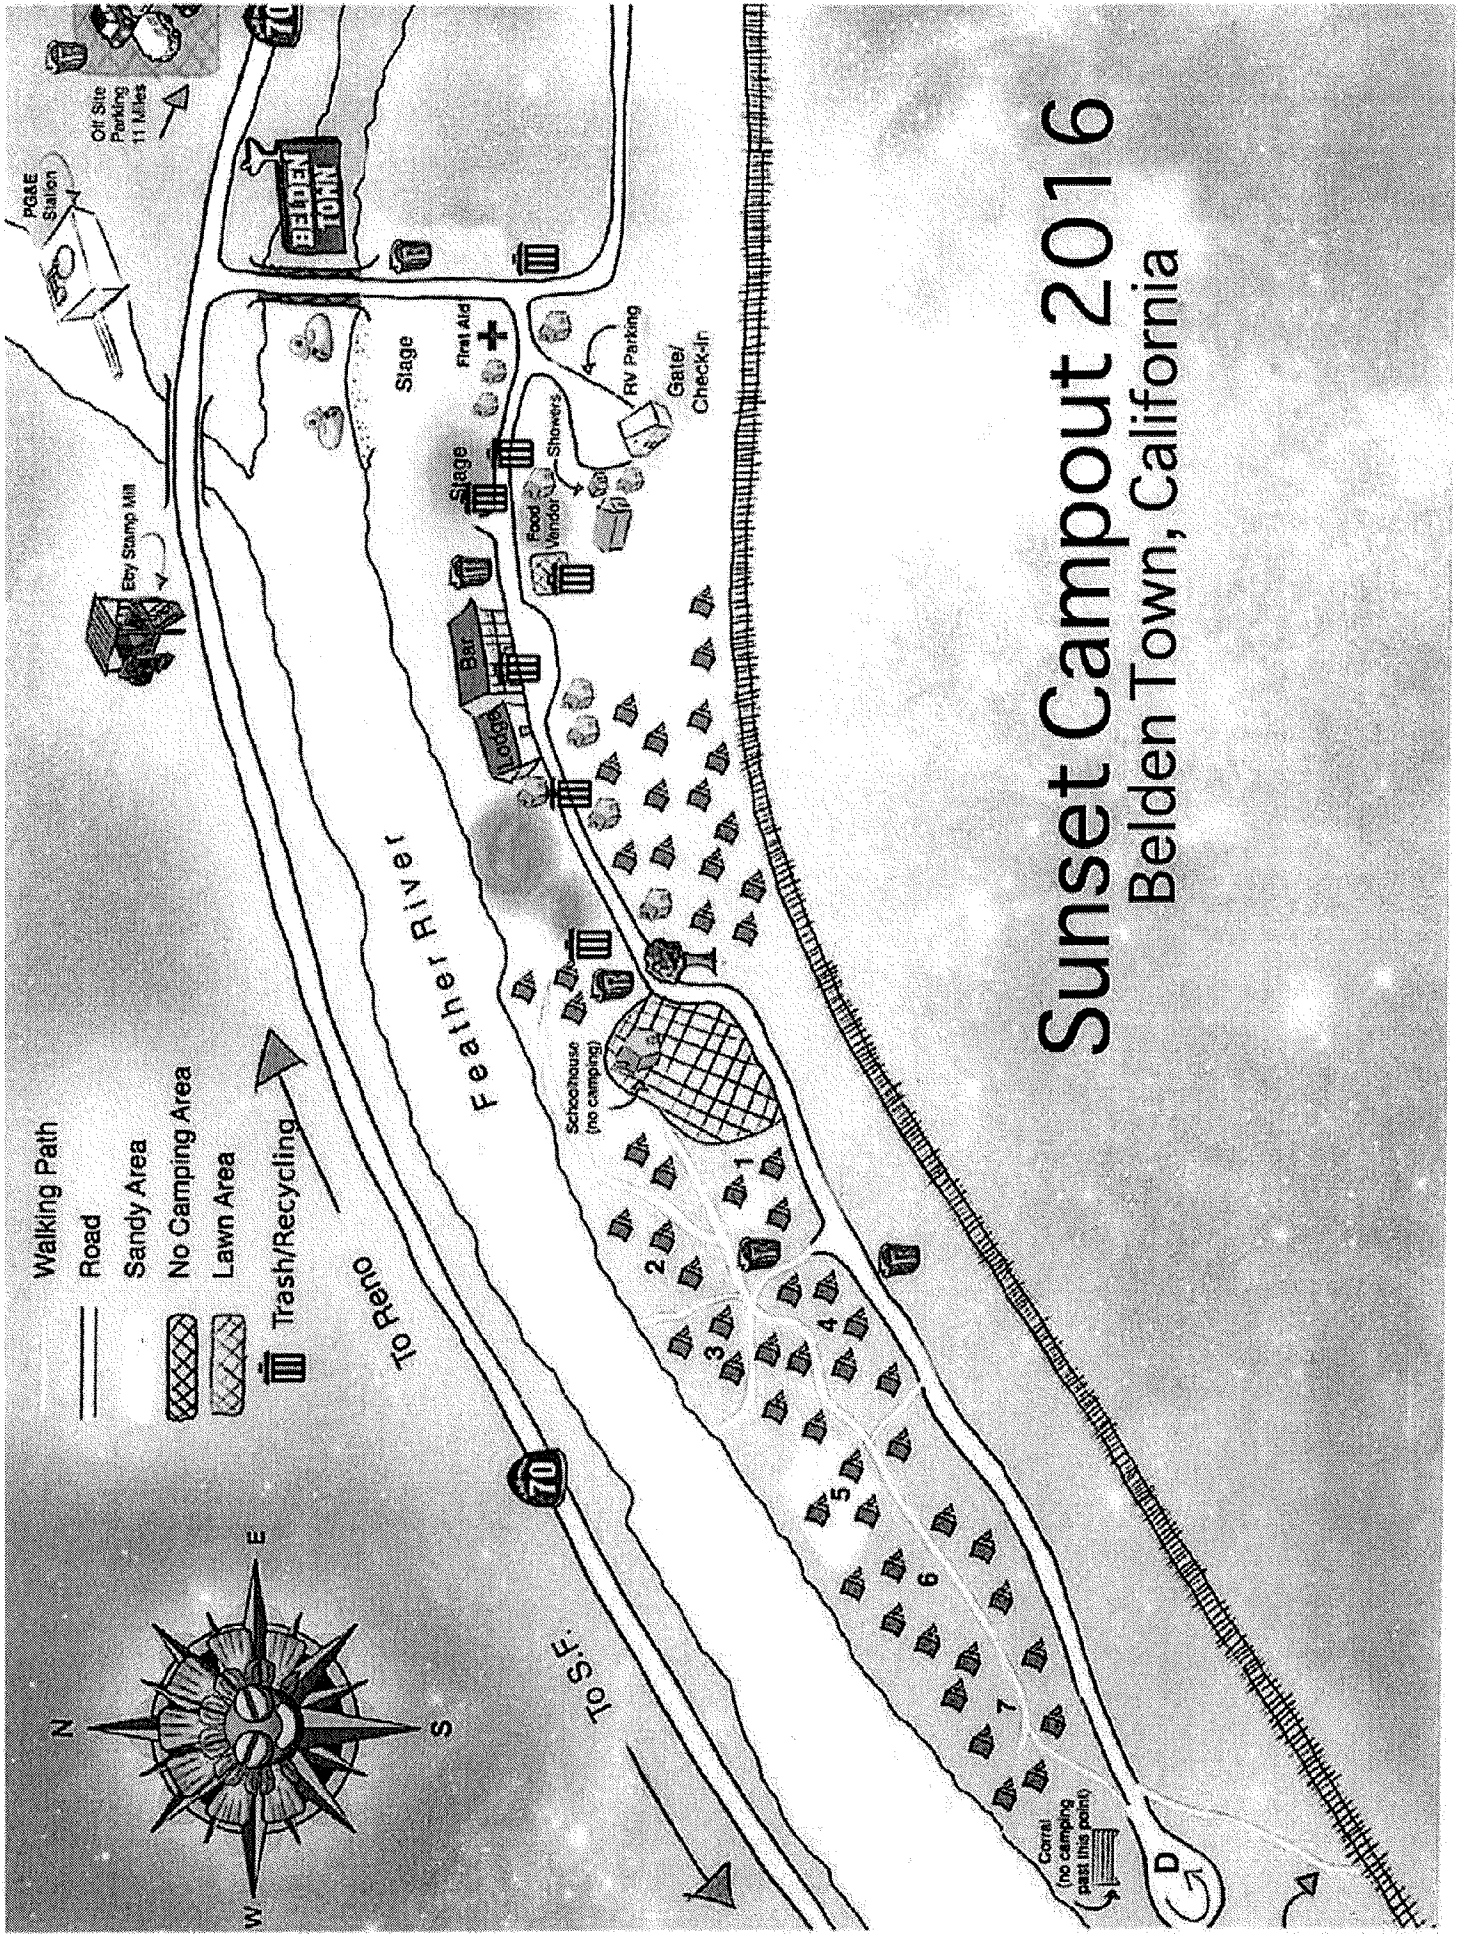 N
E
S
W
Walking Path
Road
Sandy Area
No Camping Area
Lawn Area
Trash/Recycling
To Reno
To S.F.
70
70
Eby Stamp Mill
PG&E
Station
Off Site
Parking
11 Miles
BELDEN
TOWN
Feather River
Stage
First Aid
Stage
Bar
Lodge
Food
Vendor
Showers
RV Parking
Gate/
Check-In
Schoolhouse
(no camping)
1
2
3
4
5
6
7
Corral
(no camping
past this point)
D
Sunset Campout 2016
Belden Town, California